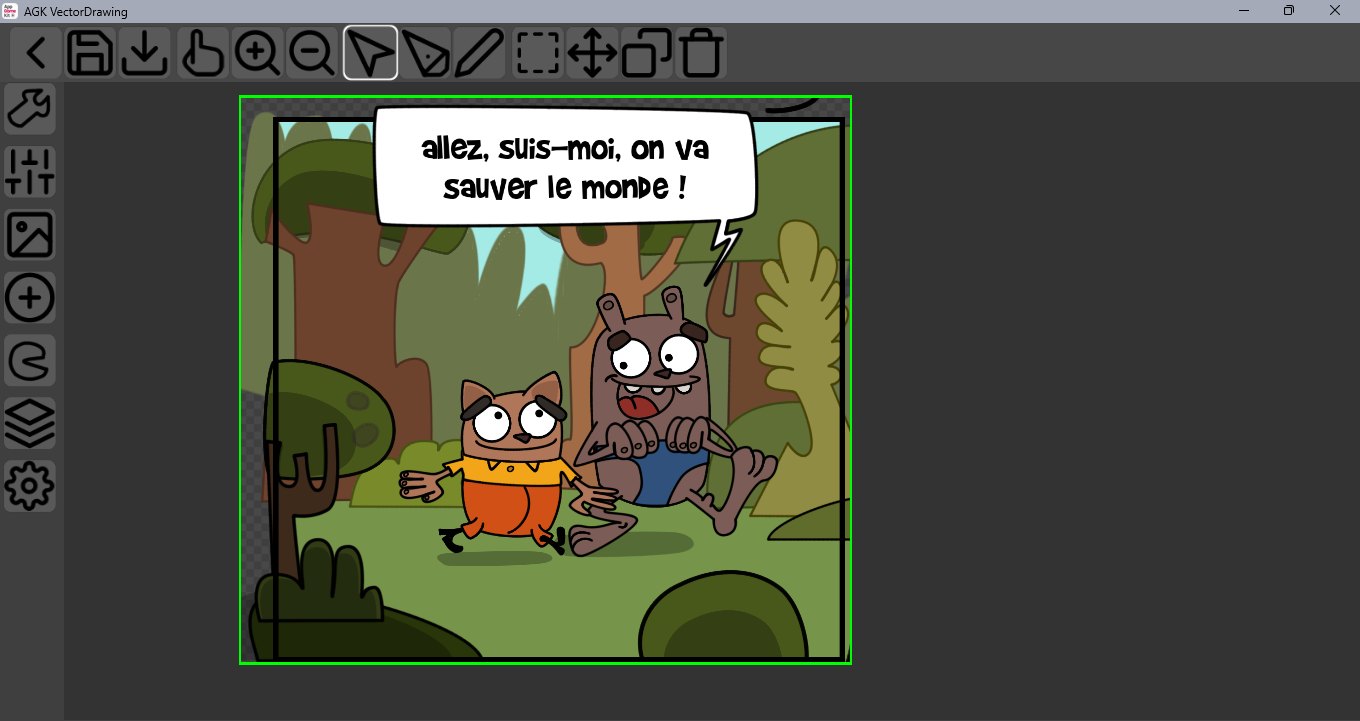 AGK VectorDrawing
allez, suis-moi, on va
sauver le monde !